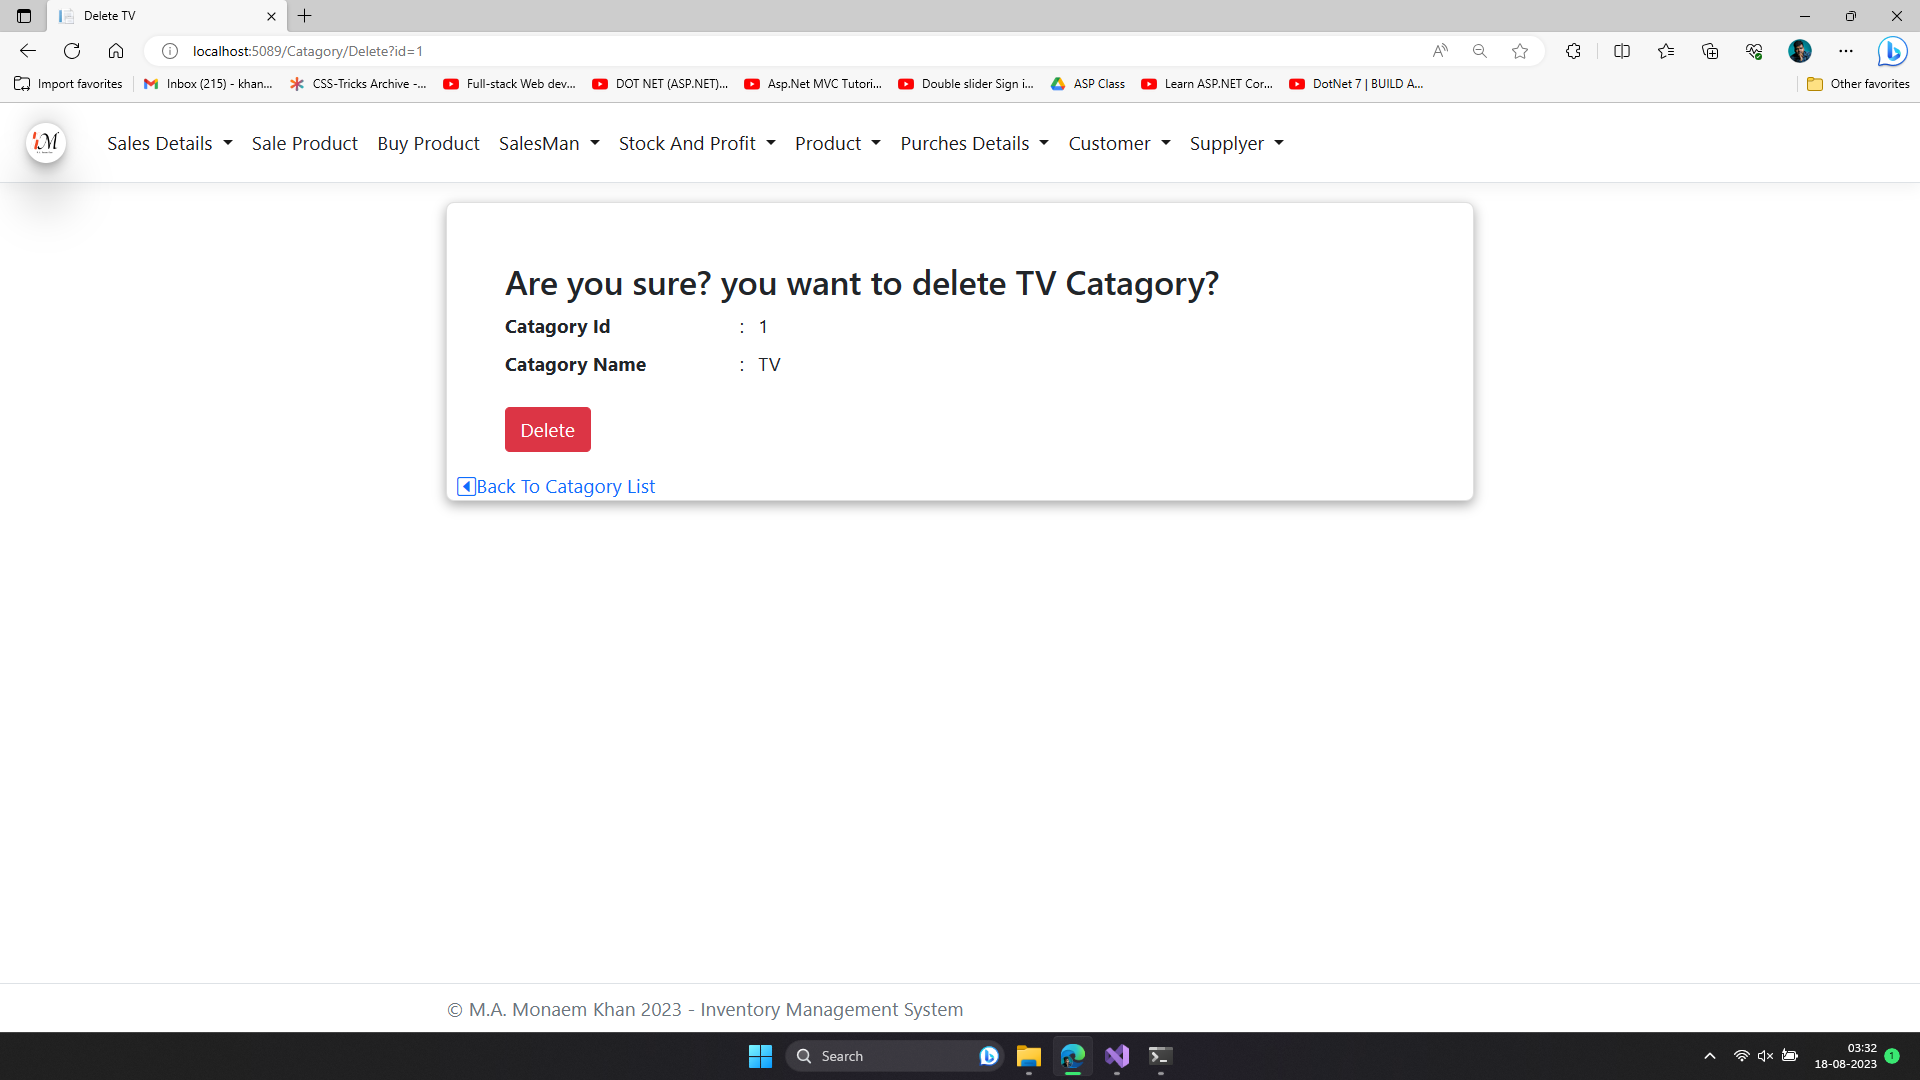 Delete TV
localhost:5089/Catagory/Delete?id=1
Import favorites
Inbox (215) - khan...
CSS-Tricks Archive -...
Full-stack Web dev...
DOT NET (ASP.NET)...
Asp.Net MVC Tutori...
Double slider Sign i...
ASP Class
Learn ASP.NET Cor...
DotNet 7 | BUILD A...
Other favorites
Sales Details
Sale Product
Buy Product
SalesMan
Stock And Profit
Product
Purches Details
Customer
Supplyer
Are you sure? you want to delete TV Catagory?
Catagory Id : 1
Catagory Name : TV
Delete
Back To Catagory List
© M.A. Monaem Khan 2023 - Inventory Management System
Search
03:32
18-08-2023
1